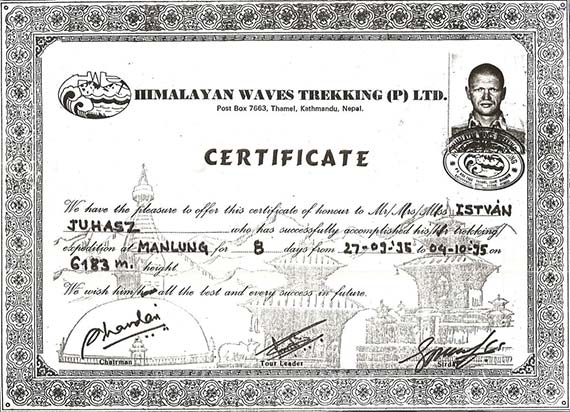 HIMALAYAN WAVES TREKKING (P) LTD.
Post Box 7663, Thamel, Kathmandu, Nepal.
CERTIFICATE
We have the pleasure to offer this certificate of honour to Mr/Mrs/Miss ISTVÁN
JUHASZ who has successfully accomplished his/her trekking
expedition at MANLUNG for 8 days from 27-09-'95 to 04-10-95 on
6183 m. height
We wish him/her all the best and every success in future.
Chairman Tour Leader